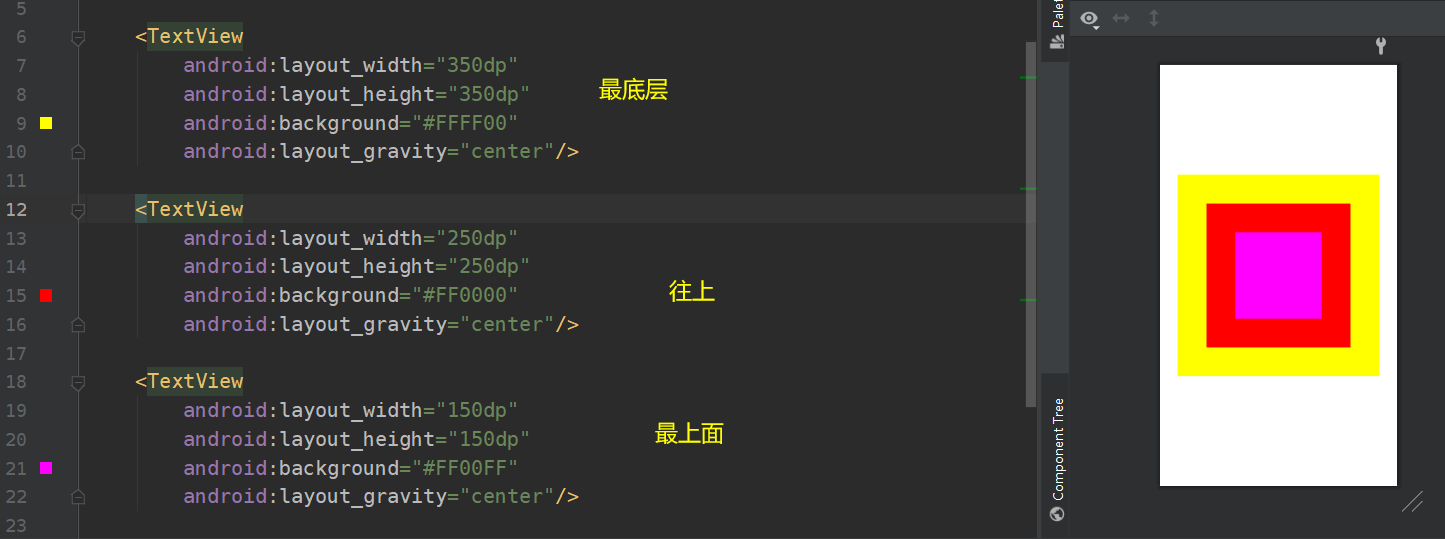 5
6 <TextView
7 android:layout_width="350dp"
8 android:layout_height="350dp"
最底层
9 android:background="#FFFF00"
10 android:layout_gravity="center"/>
11
12 <TextView
13 android:layout_width="250dp"
14 android:layout_height="250dp"
15 android:background="#FF0000"
往上
16 android:layout_gravity="center"/>
17
18 <TextView
19 android:layout_width="150dp"
20 android:layout_height="150dp"
最上面
21 android:background="#FF00FF"
22 android:layout_gravity="center"/>
23
Palet
Component Tree